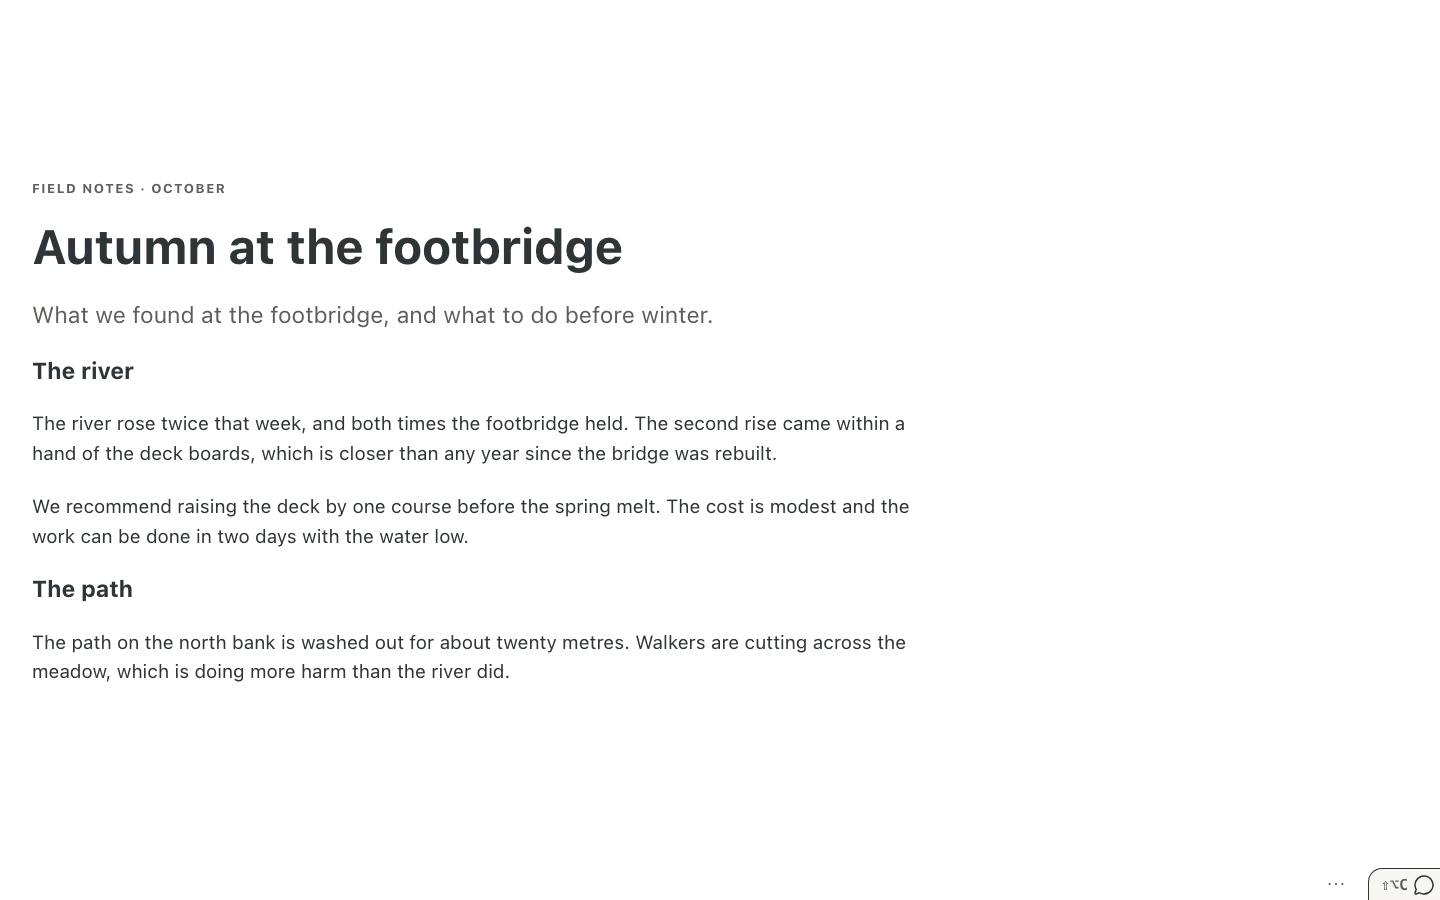 FIELD NOTES · OCTOBER
Autumn at the footbridge
What we found at the footbridge, and what to do before winter.
The river
The river rose twice that week, and both times the footbridge held. The second rise came within a
hand of the deck boards, which is closer than any year since the bridge was rebuilt.
We recommend raising the deck by one course before the spring melt. The cost is modest and the
work can be done in two days with the water low.
The path
The path on the north bank is washed out for about twenty metres. Walkers are cutting across the
meadow, which is doing more harm than the river did.
⇧⌥C